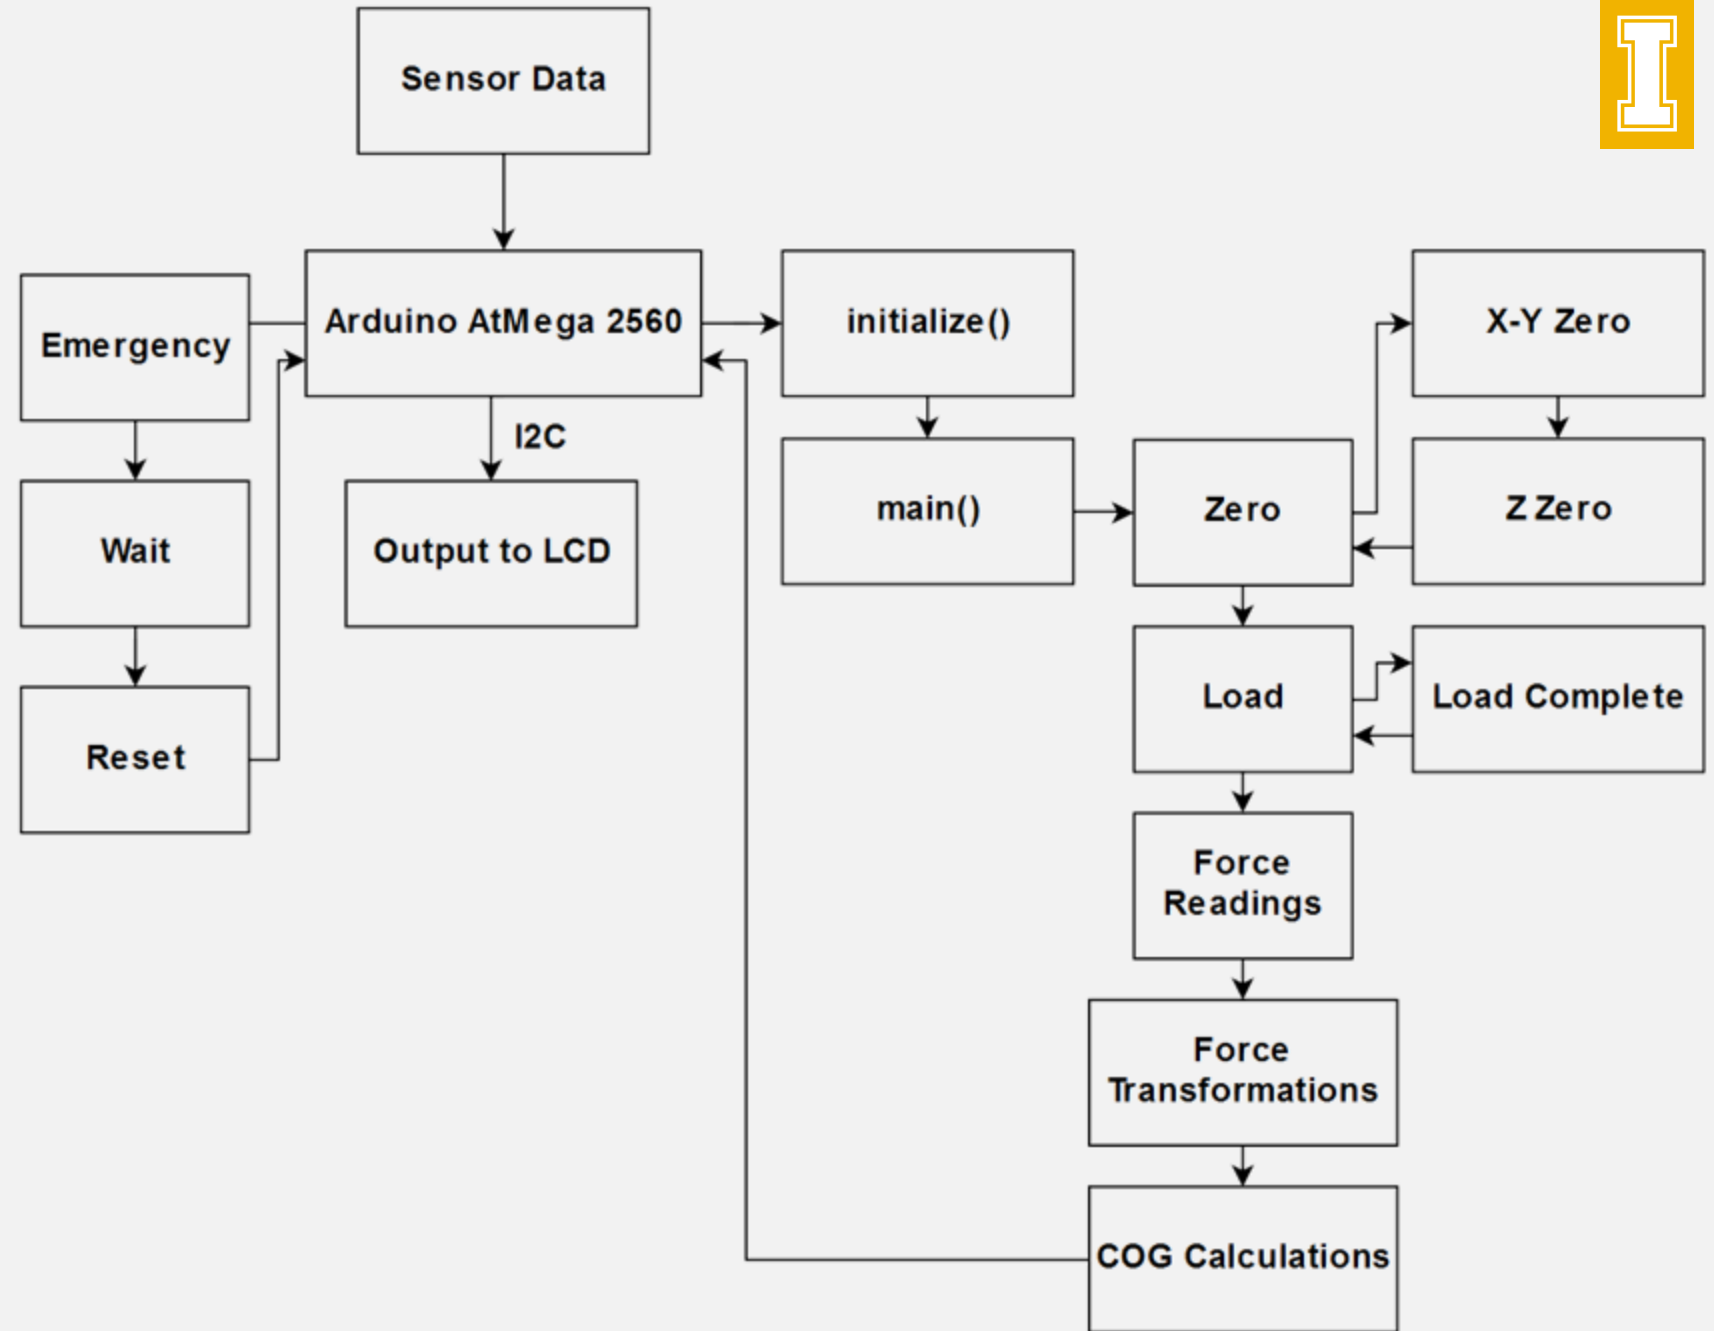 Sensor Data
I
Emergency
Arduino AtMega 2560
initialize()
X-Y Zero
I2C
Wait
Output to LCD
main()
Zero
Z Zero
Reset
Load
Load Complete
Force
Readings
Force
Transformations
COG Calculations